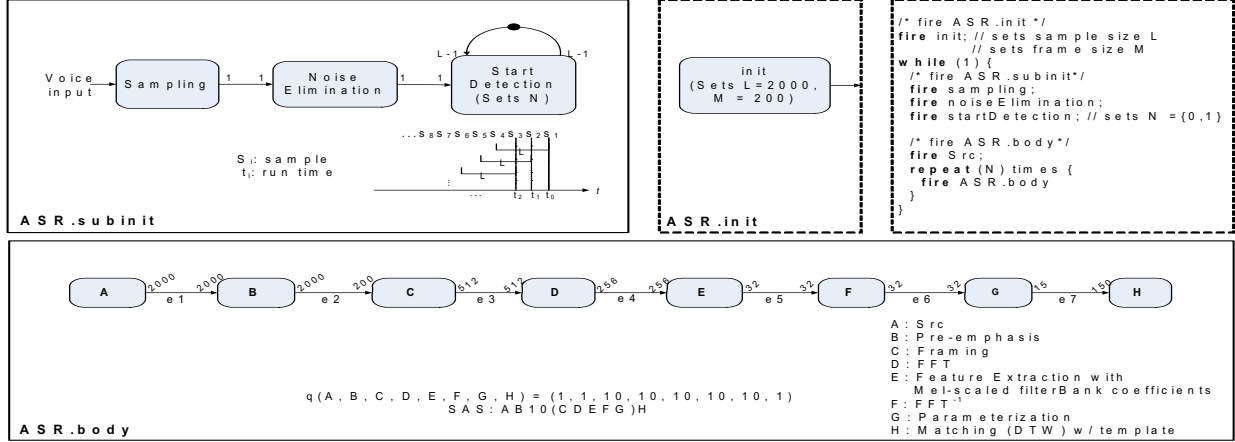 Voice
input
Sampling
1 1
Noise
Elimination
1 1
L-1 L-1
Start
Detection
(Sets N)
...S8S7S6S5S4S3S2S1
L
L
L
Si: sample
ti: run time
...
t2 t1 t0 t
ASR.subinit
init
(Sets L=2000,
M = 200)
ASR.init
/* fire ASR.init */
fire init; // sets sample size L
// sets frame size M
while (1) {
/* fire ASR.subinit*/
fire sampling;
fire noiseElimination;
fire startDetection; // sets N ={0,1}
/* fire ASR.body*/
fire Src;
repeat (N) times {
fire ASR.body
}
}
A 2000 2000 B 2000 200 C 512 512 D 256 256 E 32 32 F 32 32 G 15 150 H
e1 e2 e3 e4 e5 e6 e7
A: Src
B: Pre-emphasis
C: Framing
D: FFT
E: Feature Extraction with
Mel-scaled filterBank coefficients
F: FFT-1
G: Parameterization
H: Matching (DTW) w/ template
q(A, B, C, D, E, F, G, H) = (1, 1, 10, 10, 10, 10, 10, 1)
SAS: AB10(CDEFG)H
ASR.body